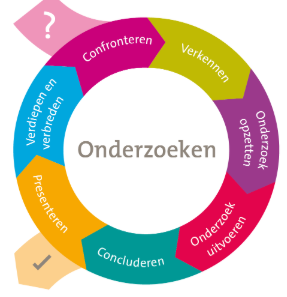 ?
Confronteren
Verkennen
Onderzoek
opzetten
Onderzoek
uitvoeren
Concluderen
Presenteren
Verdiepen en
verbreden
Onderzoeken